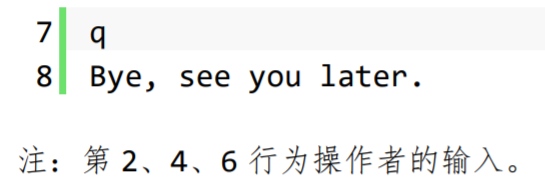 7 q
8 Bye, see you later.
注：第 2、4、6 行为操作者的输入。